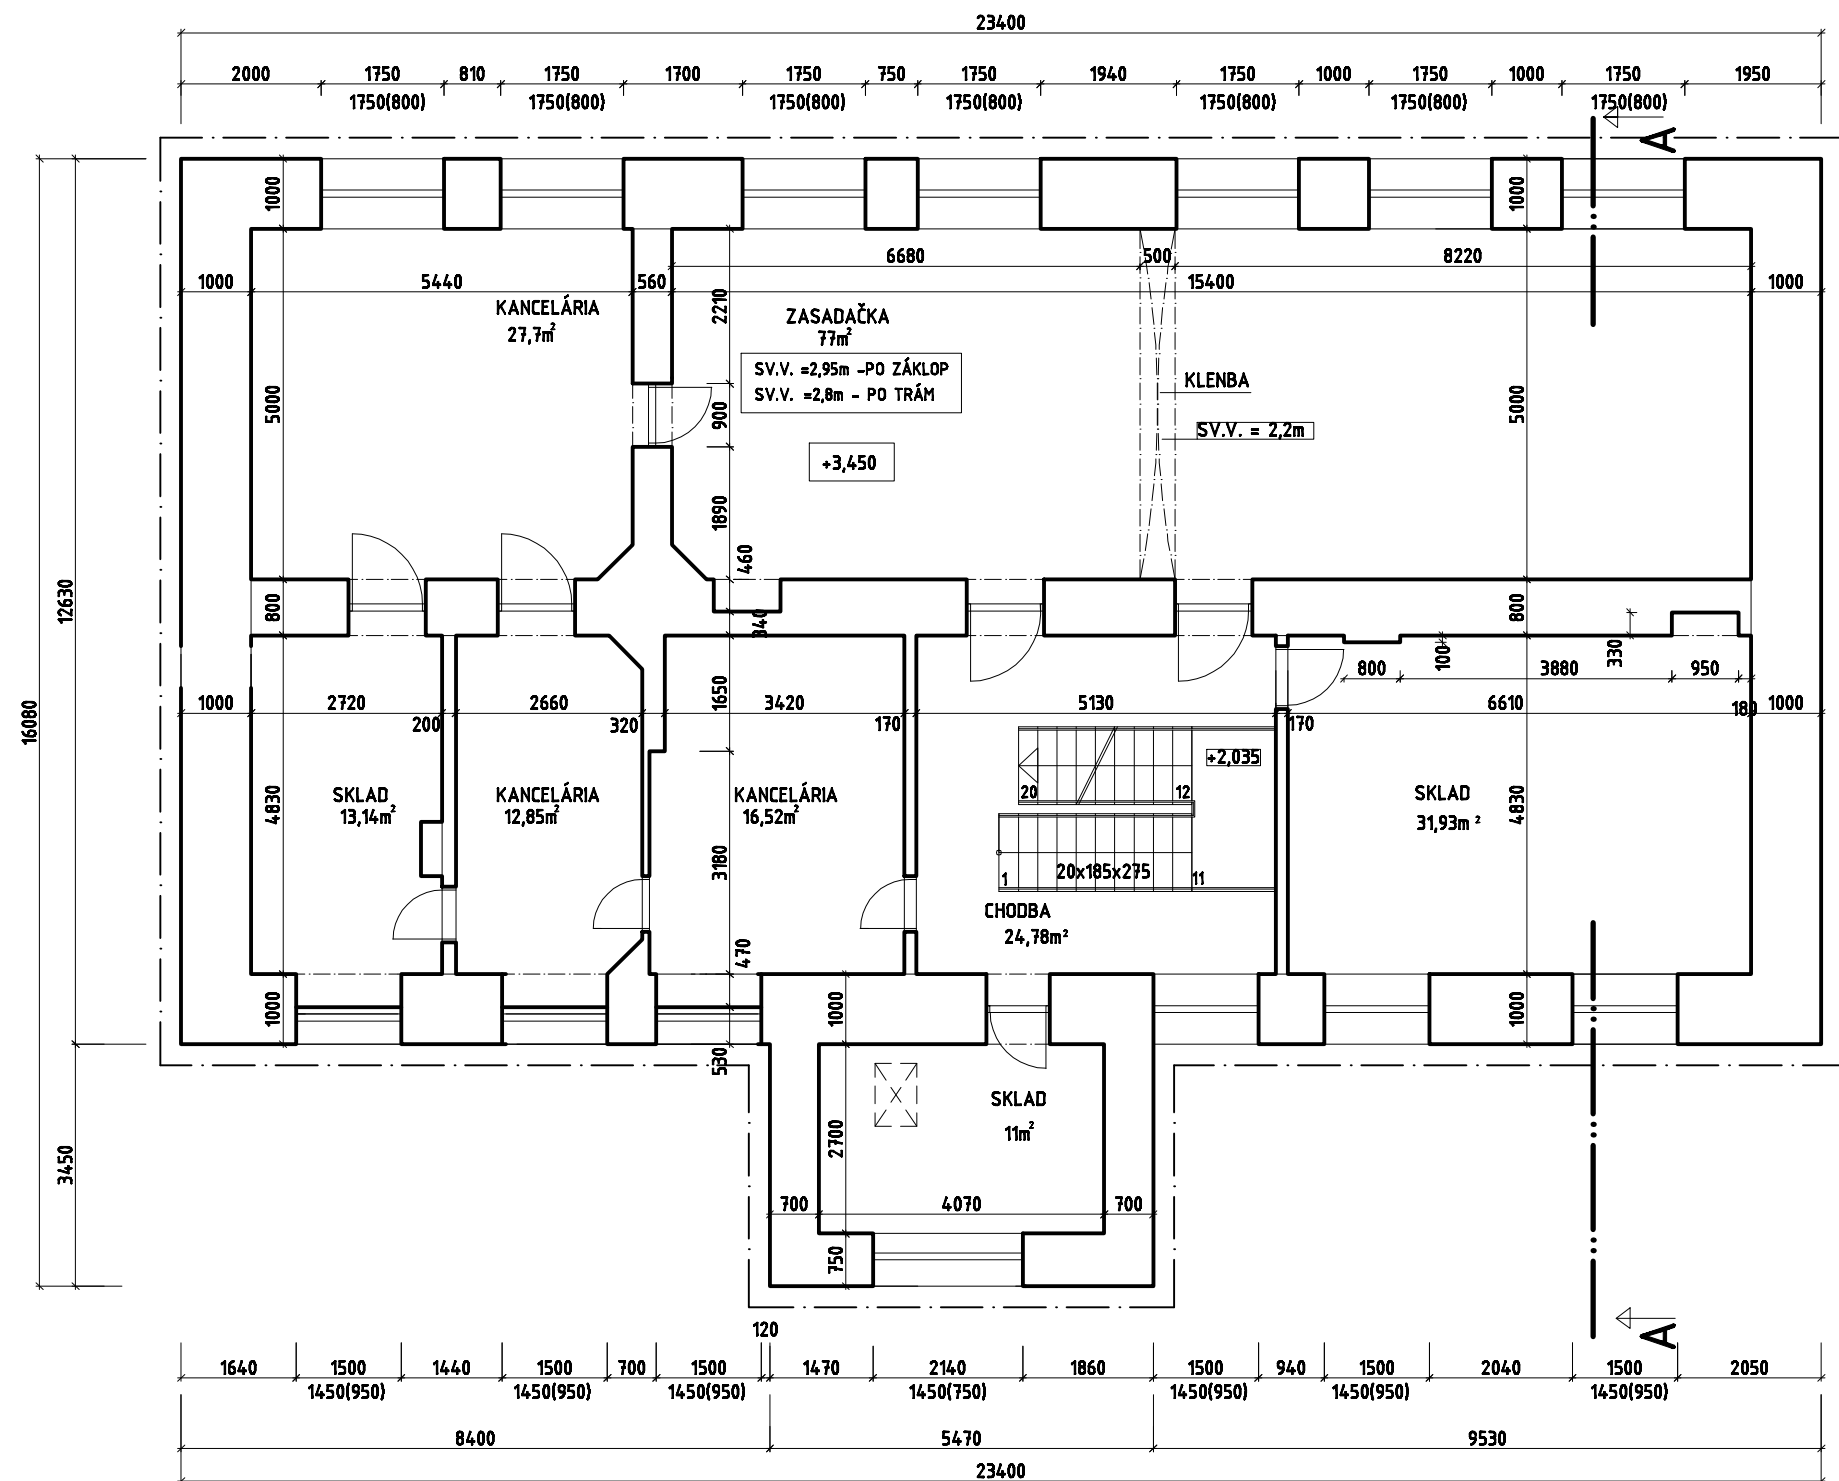 23400
2000 1750 810 1750 1700 1750 750 1750 1940 1750 1000 1750 1000 1750 1950
1750(800) 1750(800) 1750(800) 1750(800) 1750(800) 1750(800) 1750(800)
A
1000 1000
6680 500 8220
1000 5440 560 15400 1000
2210
KANCELÁRIA
27,7m²
ZASADAČKA
77m²
SV.V. =2,95m -PO ZÁKLOP
SV.V. =2,8m - PO TRÁM
KLENBA
SV.V. = 2,2m
5000 900 5000
+3,450
1890
460
12630
800 340 800
100 330
800 3880 950
16080
1000 2720 2660 1650 3420 5130 6610 1000
200 320 170 170 180
+2,035
20 12
SKLAD
13,14m²
KANCELÁRIA
12,85m²
KANCELÁRIA
16,52m²
SKLAD
31,93m²
4830 3180 4830
20x185x275
1 11
CHODBA
24,78m²
470
1000 1000 1000
530
SKLAD
11m²
3450
2700
700 4070 700
750
A
120
1640 1500 1440 1500 700 1500 1470 2140 1860 1500 940 1500 2040 1500 2050
1450(950) 1450(950) 1450(950) 1450(750) 1450(950) 1450(950) 1450(950)
8400 5470 9530
23400